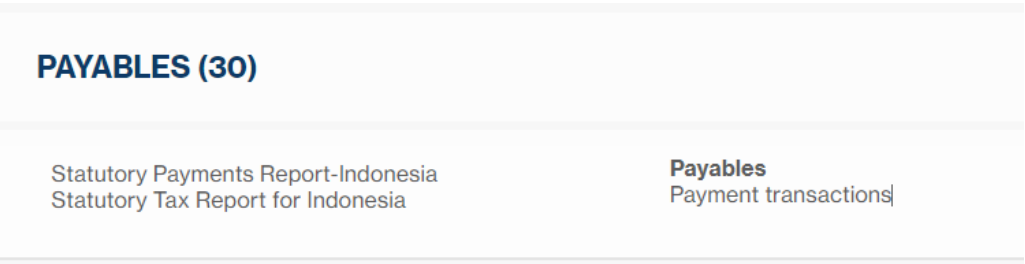 PAYABLES (30)
Statutory Payments Report-Indonesia
Statutory Tax Report for Indonesia
Payables
Payment transactions